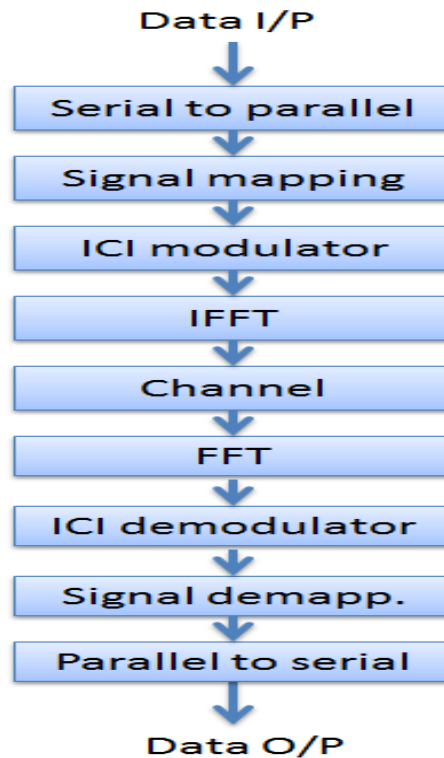 Data I/P
Serial to parallel
Signal mapping
ICI modulator
IFFT
Channel
FFT
ICI demodulator
Signal demapp.
Parallel to serial
Data O/P